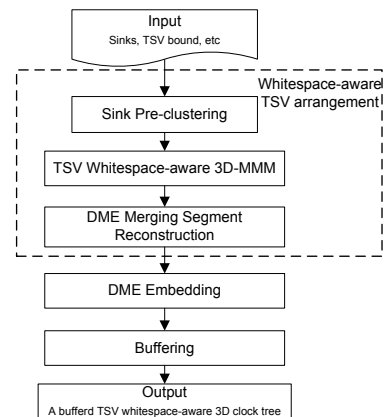 Input
Sinks, TSV bound, etc
Whitespace-aware
TSV arrangement
Sink Pre-clustering
TSV Whitespace-aware 3D-MMM
DME Merging Segment
Reconstruction
DME Embedding
Buffering
Output
A bufferd TSV whitespace-aware 3D clock tree